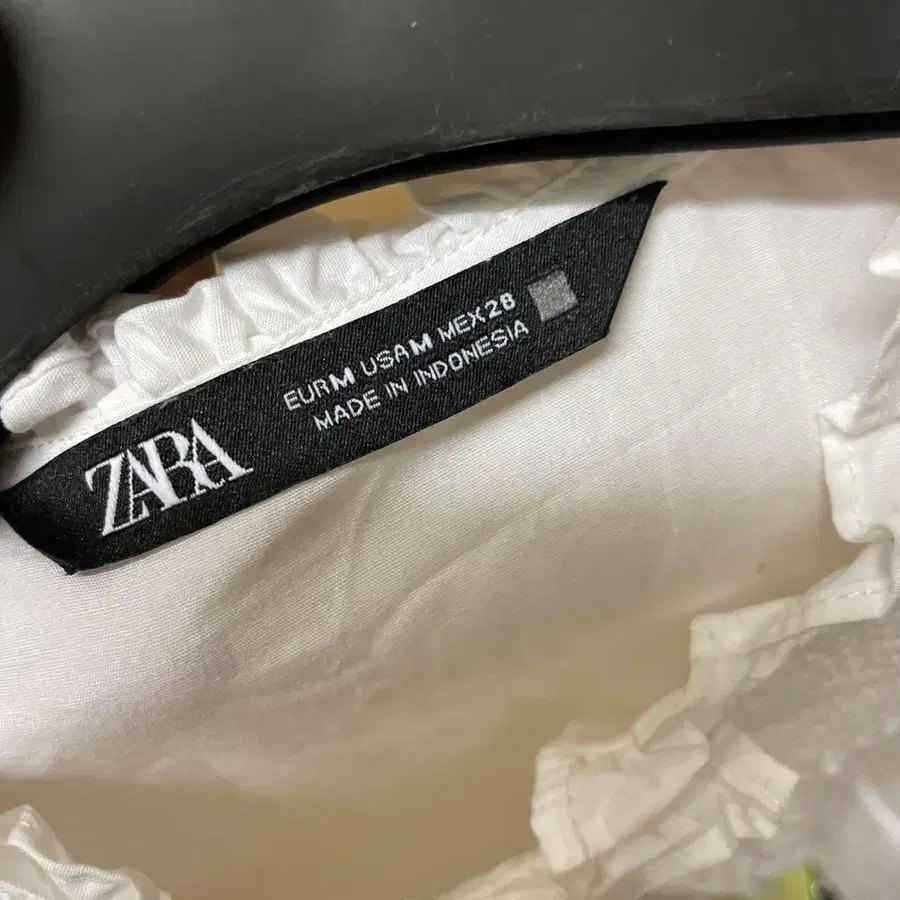 ZARA
EUR M USA M MEX 28
MADE IN INDONESIA